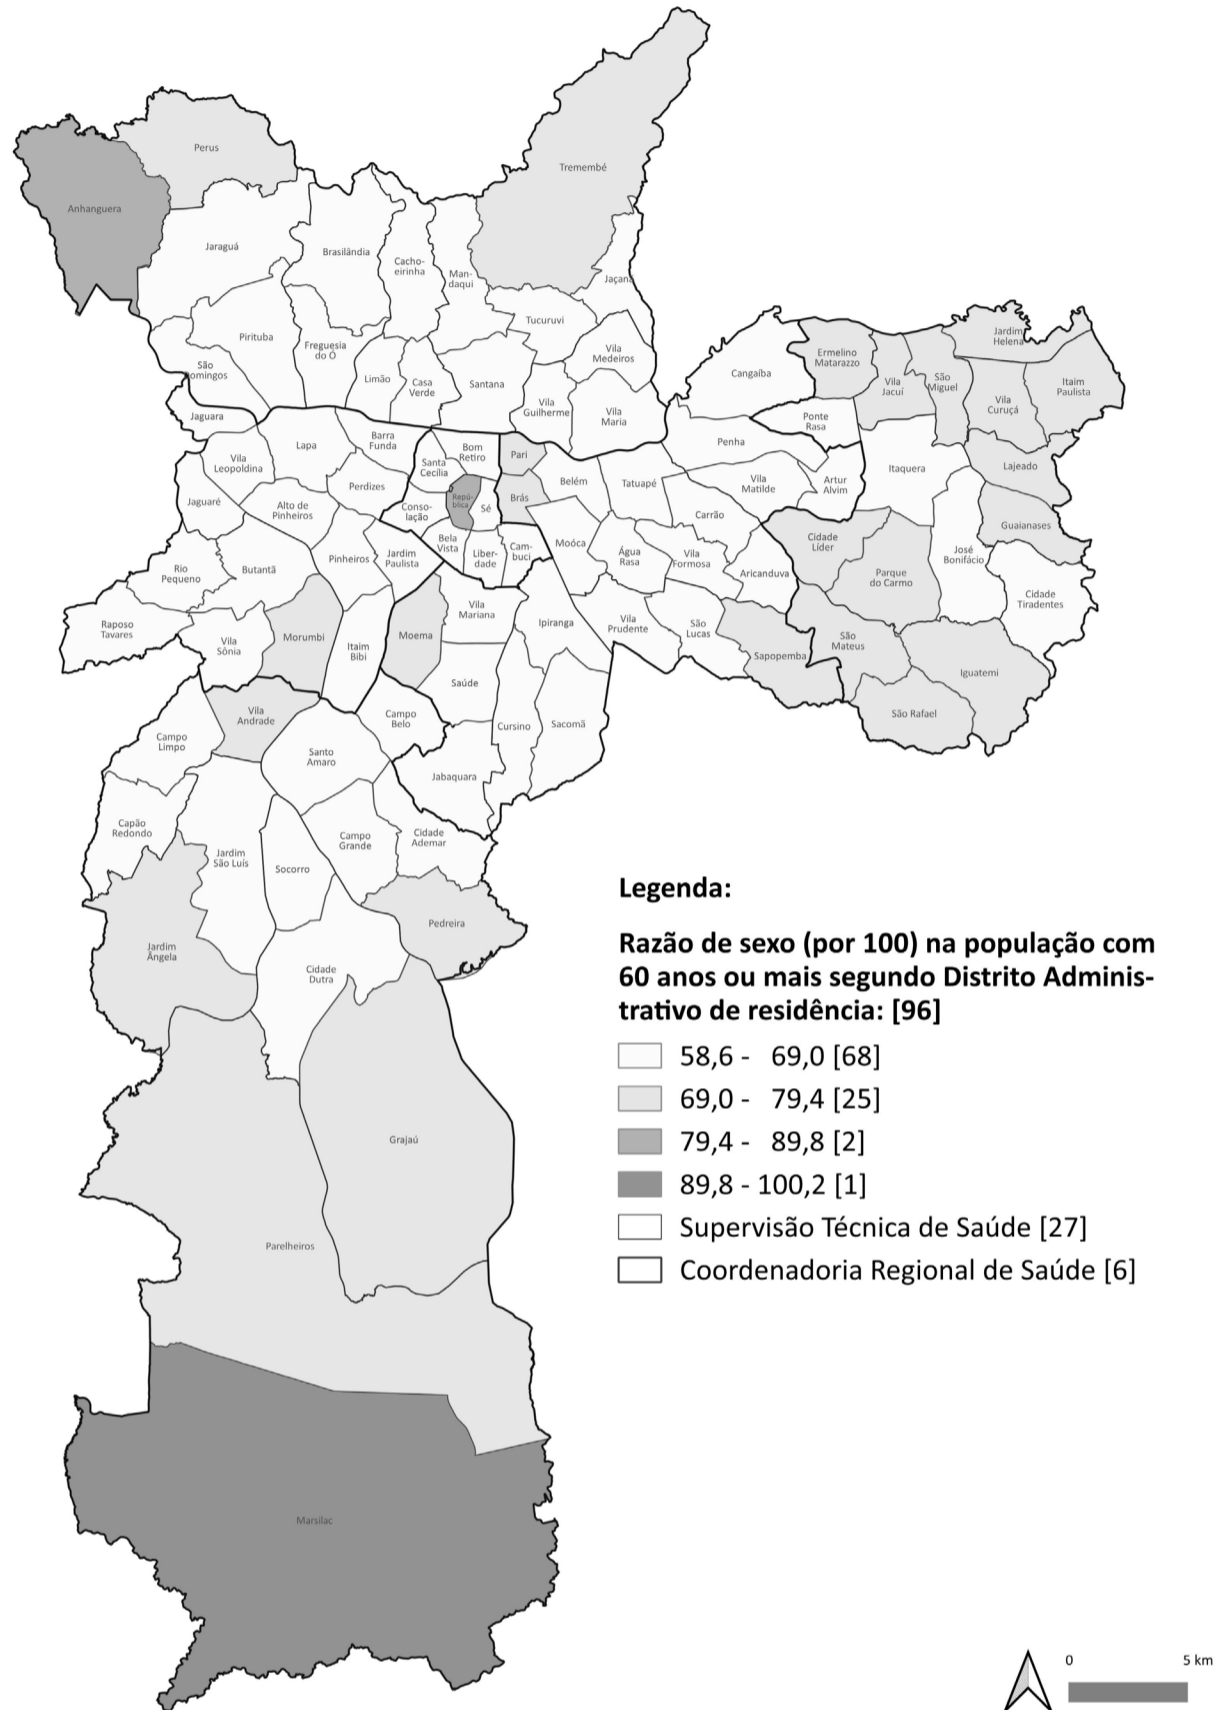 Perus
Tremembé
Anhanguera
Jaraguá
Brasilândia
Cacho-
eirinha
Man-
daqui
Jaçanã
Tucuruvi
Pirituba
Freguesia
do Ó
Vila
Medeiros
São
Domingos
Limão
Casa
Verde
Santana
Vila
Guilherme
Vila
Maria
Jaguara
Cangaíba
Ermelino
Matarazzo
Vila
Jacuí
São
Miguel
Jardim
Helena
Vila
Curuçá
Itaim
Paulista
Ponte
Rasa
Lapa
Barra
Funda
Bom
Retiro
Pari
Penha
Vila
Leopoldina
Santa
Cecília
Perdizes
Belém
Tatuapé
Vila
Matilde
Artur
Alvim
Itaquera
Lajeado
Jaguaré
Alto de
Pinheiros
Conso-
lação
Repú-
blica
Sé
Brás
Carrão
Guaianases
Rio
Pequeno
Butantã
Pinheiros
Jardim
Paulista
Bela
Vista
Liber-
dade
Cam-
buci
Moóca
Água
Rasa
Vila
Formosa
Aricanduva
Cidade
Líder
Parque
do Carmo
José
Bonifácio
Cidade
Tiradentes
Raposo
Tavares
Vila
Sônia
Morumbi
Itaim
Bibi
Moema
Vila
Mariana
Ipiranga
Vila
Prudente
São
Lucas
Sapopemba
São
Mateus
Iguatemi
Saúde
São Rafael
Vila
Andrade
Campo
Belo
Cursino
Sacomã
Campo
Limpo
Santo
Amaro
Jabaquara
Capão
Redondo
Jardim
São Luís
Socorro
Campo
Grande
Cidade
Ademar
Pedreira
Jardim
Ângela
Cidade
Dutra
Grajaú
Parelheiros
Marsilac
Legenda:
Razão de sexo (por 100) na população com
60 anos ou mais segundo Distrito Adminis-
trativo de residência: [96]
58,6 - 69,0 [68]
69,0 - 79,4 [25]
79,4 - 89,8 [2]
89,8 - 100,2 [1]
Supervisão Técnica de Saúde [27]
Coordenadoria Regional de Saúde [6]
0 5 km